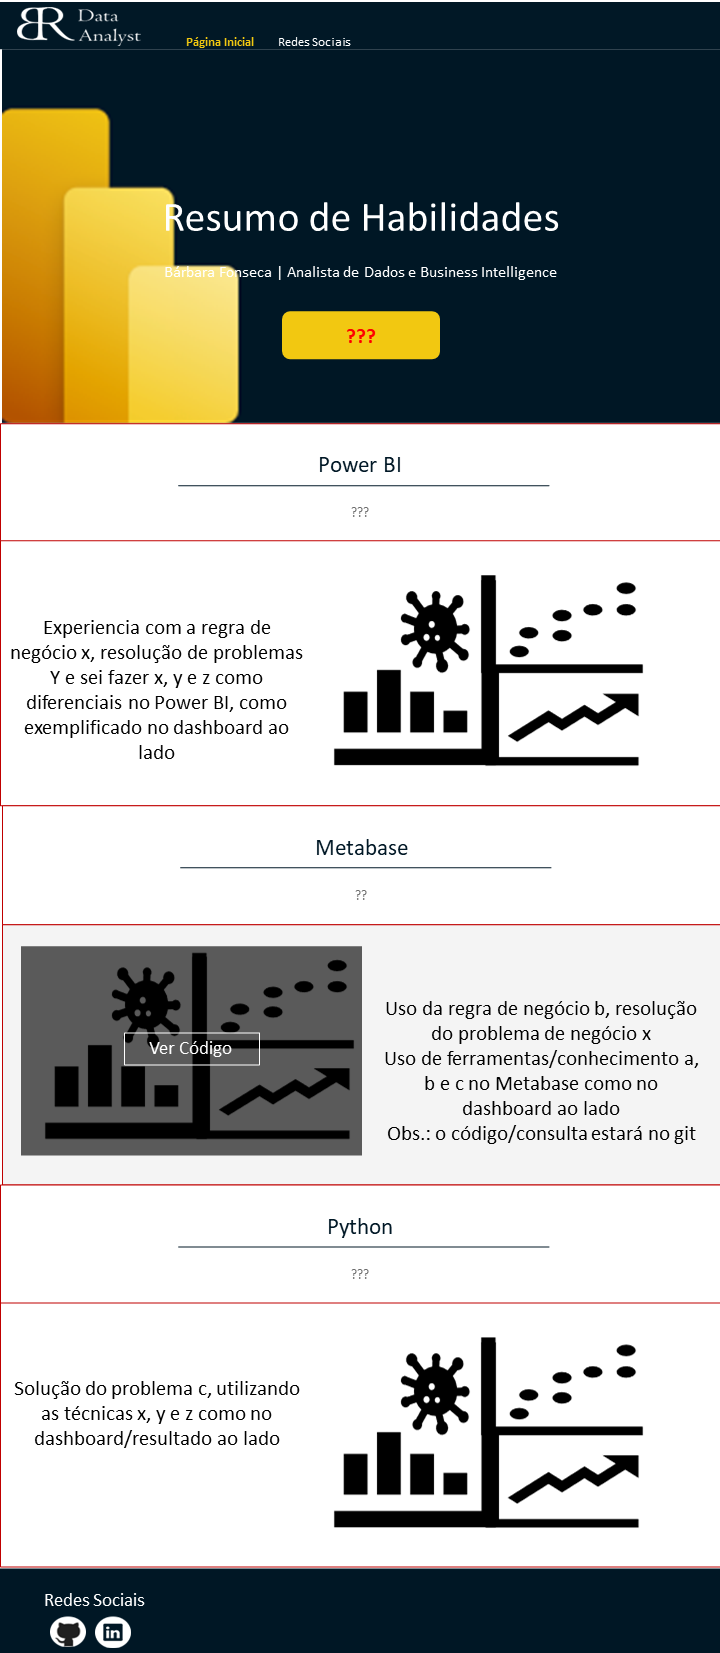 BR Data
Analyst
Página Inicial Redes Sociais
Resumo de Habilidades
Bárbara Fonseca | Analista de Dados e Business Intelligence
???
Power BI
???
Experiencia com a regra de
negócio x, resolução de problemas
Y e sei fazer x, y e z como
diferenciais no Power BI, como
exemplificado no dashboard ao
lado
Metabase
??
Ver Código
Uso da regra de negócio b, resolução
do problema de negócio x
Uso de ferramentas/conhecimento a,
b e c no Metabase como no
dashboard ao lado
Obs.: o código/consulta estará no git
Python
???
Solução do problema c, utilizando
as técnicas x, y e z como no
dashboard/resultado ao lado
Redes Sociais
in